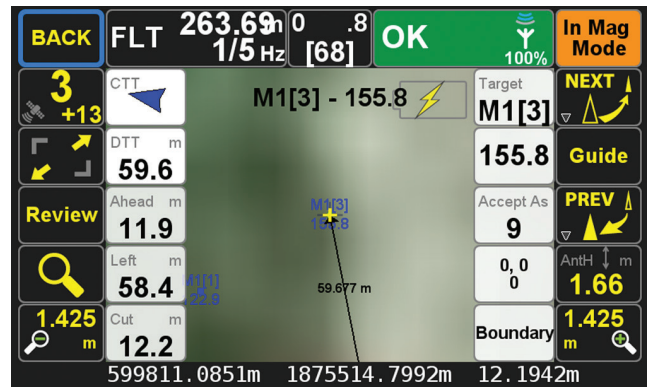 BACK
FLT
263.69m
1/5 Hz
0 .8
[68]
OK
100%
In Mag
Mode
3
+13
CTT
M1[3] - 155.8
Target
M1[3]
NEXT
DTT m
59.6
155.8
Guide
Review
Ahead m
11.9
M1[3]
155.8
Accept As
9
PREV
Left m
58.4
M1[1]
22.8
59.677 m
0, 0
0
AntH m
1.66
1.425
m
Cut m
12.2
Boundary
1.425
m
599811.0851m 1875514.7992m 12.1942m